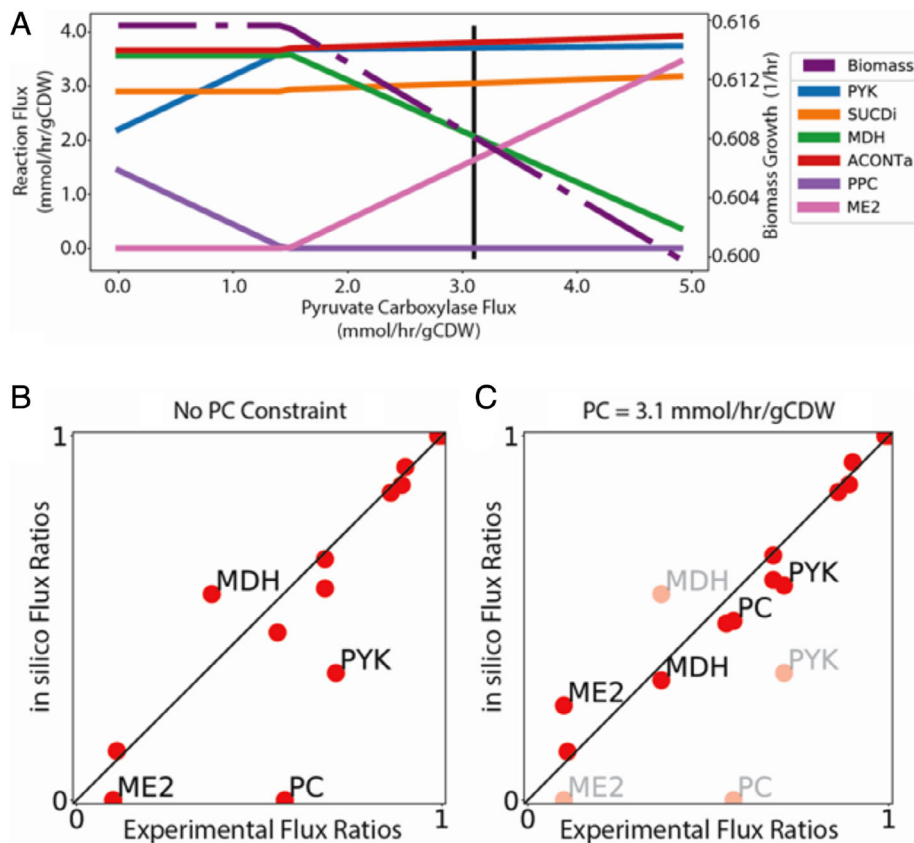 A
Reaction Flux
(mmol/hr/gCDW)
4.0
3.0
2.0
1.0
0.0
0.0 1.0 2.0 3.0 4.0 5.0
Pyruvate Carboxylase Flux
(mmol/hr/gCDW)
0.616
0.612
0.608
0.604
0.600
Biomass Growth (1/hr)
Biomass
PYK
SUCDi
MDH
ACONTa
PPC
ME2
B
No PC Constraint
in silico Flux Ratios
1
MDH
PYK
ME2
PC
0
0 1
Experimental Flux Ratios
C
PC = 3.1 mmol/hr/gCDW
in silico Flux Ratios
1
MDH
PYK
PC
MDH
PYK
ME2
ME2
PC
0
0 1
Experimental Flux Ratios